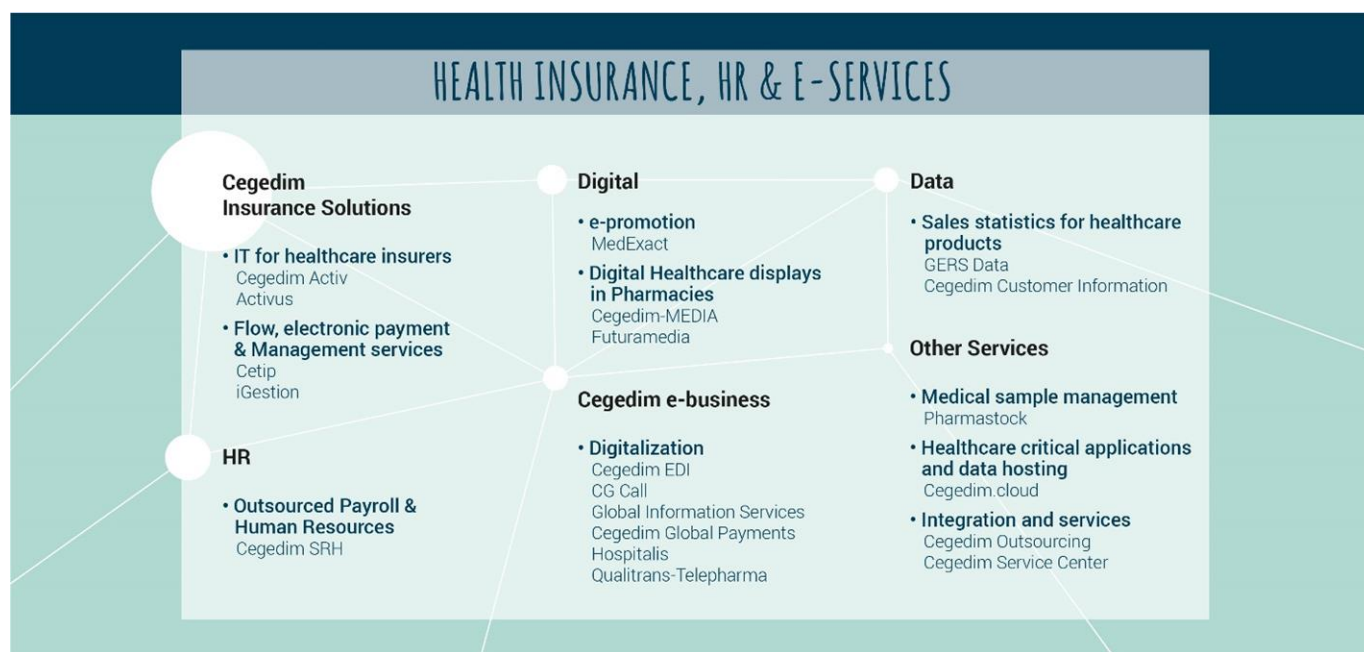 HEALTH INSURANCE, HR & E-SERVICES
Cegedim
Insurance Solutions
• IT for healthcare insurers
Cegedim Activ
Activus
• Flow, electronic payment
& Management services
Cetip
iGestion
HR
• Outsourced Payroll &
Human Resources
Cegedim SRH
Digital
• e-promotion
MedExact
• Digital Healthcare displays
in Pharmacies
Cegedim-MEDIA
Futuramedia
Cegedim e-business
• Digitalization
Cegedim EDI
CG Call
Global Information Services
Cegedim Global Payments
Hospitalis
Qualitrans-Telepharma
Data
• Sales statistics for healthcare
products
GERS Data
Cegedim Customer Information
Other Services
• Medical sample management
Pharmastock
• Healthcare critical applications
and data hosting
Cegedim.cloud
• Integration and services
Cegedim Outsourcing
Cegedim Service Center